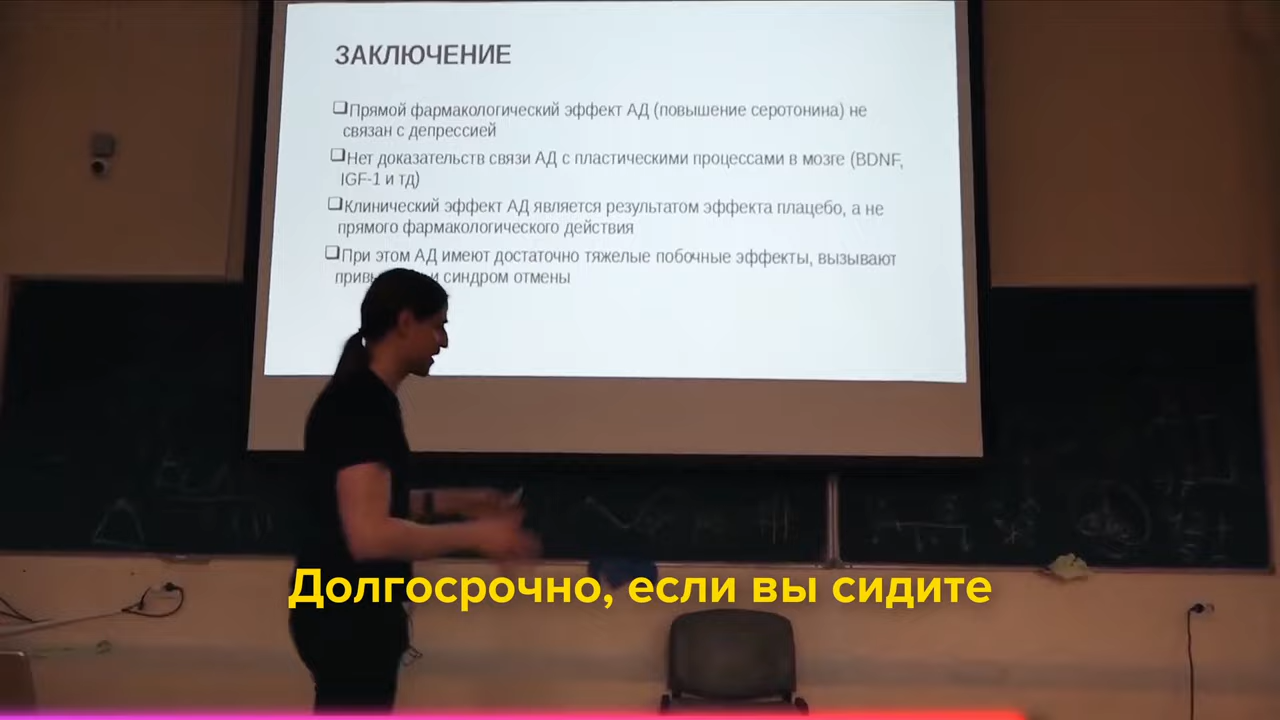 ЗАКЛЮЧЕНИЕ
❑Прямой фармакологический эффект АД (повышение серотонина) не
связан с депрессией
❑Нет доказательств связи АД с пластическими процессами в мозге (BDNF,
IGF-1 и тд)
❑Клинический эффект АД является результатом эффекта плацебо, а не
прямого фармакологического действия
❑При этом АД имеют достаточно тяжелые побочные эффекты, вызывают
и синдром отмены
Долгосрочно, если вы сидите